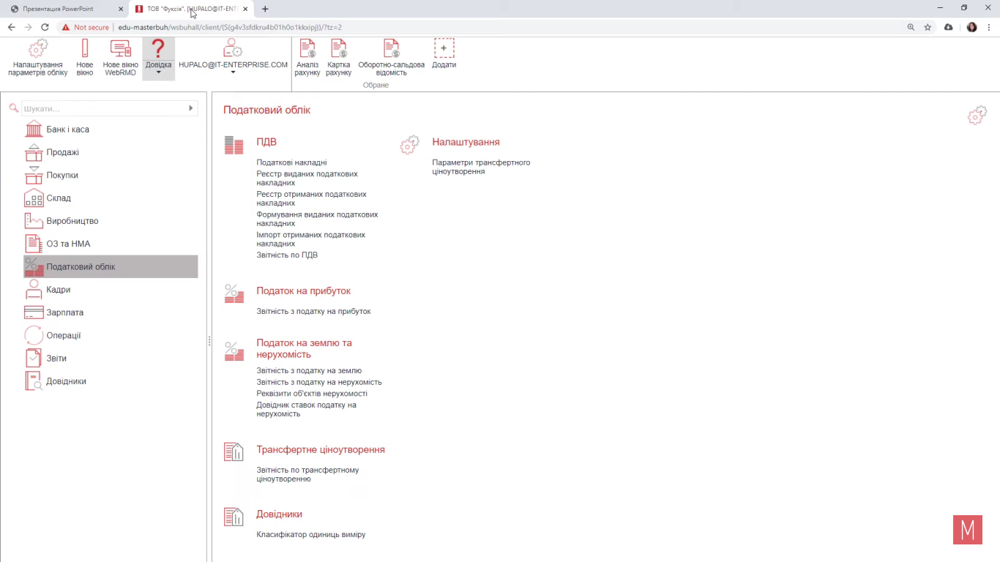 Презентация PowerPoint
ТОВ "Фуксія". [HUPALO@IT-ENT
Not secure | edu-masterbuh/wsbuhall/client/(S(g4v3sfdkru4b01h0o1kkxipj))/?tz=2
Налаштування
параметрів обліку
Нове
вікно
Нове вікно
WebRMD
Довідка
HUPALO@IT-ENTERPRISE.COM
Аналіз
рахунку
Картка
рахунку
Оборотно-сальдова
відомість
Додати
Обране
Шукати...
Банк і каса
Продажі
Покупки
Склад
Виробництво
ОЗ та НМА
Податковий облік
Кадри
Зарплата
Операції
Звіти
Довідники
Податковий облік
ПДВ
Податкові накладні
Реєстр виданих податкових
накладних
Реєстр отриманих податкових
накладних
Формування виданих податкових
накладних
Імпорт отриманих податкових
накладних
Звітність по ПДВ
Налаштування
Параметри трансфертного
ціноутворення
Податок на прибуток
Звітність з податку на прибуток
Податок на землю та
нерухомість
Звітність з податку на землю
Звітність з податку на нерухомість
Реквізити об'єктів нерухомості
Довідник ставок податку на
нерухомість
Трансфертне ціноутворення
Звітність по трансфертному
ціноутворенню
Довідники
Класифікатор одиниць виміру
M